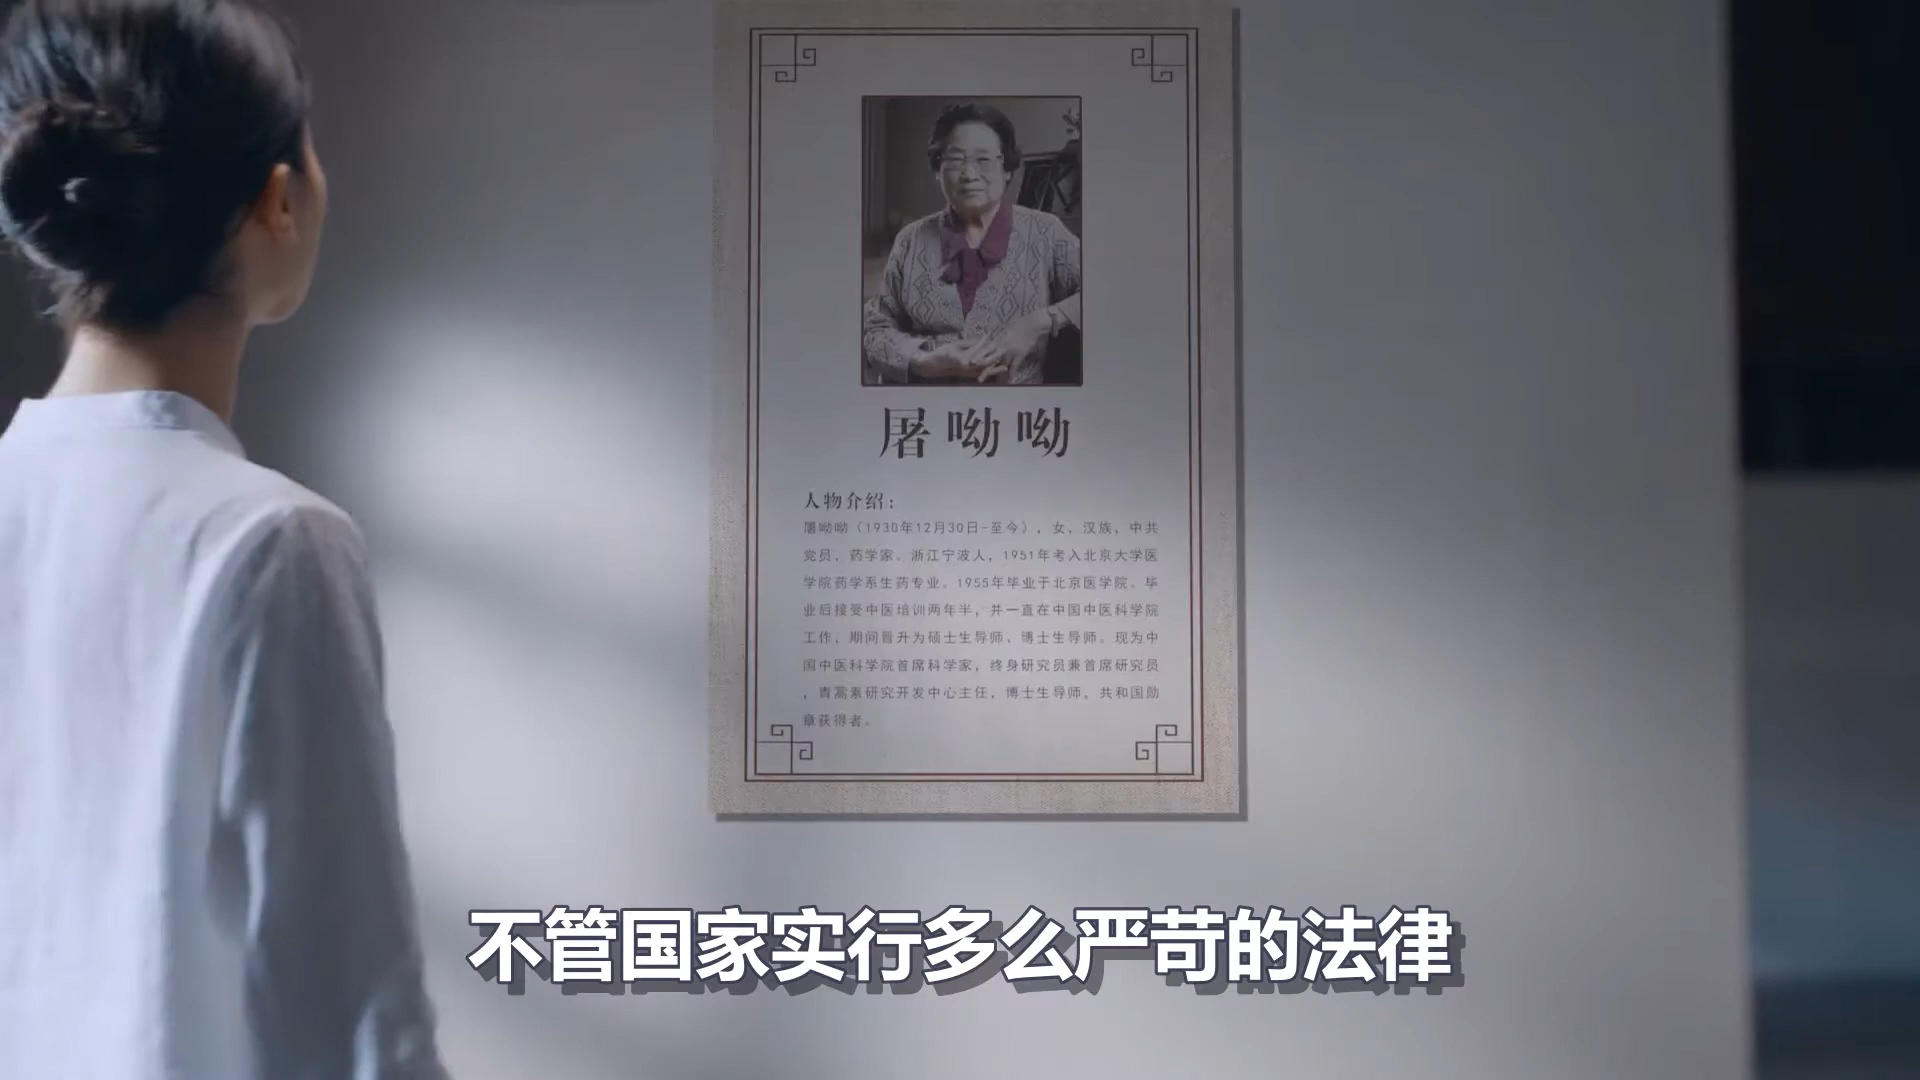 屠呦呦
人物介绍：
屠呦呦（1930年12月30日-至今），女，汉族，中共
党员，药学家。浙江宁波人，1951年考入北京大学医
学院药学系生药专业。1955年毕业于北京医学院。毕
业后接受中医培训两年半，并一直在中国中医科学院
工作，期间晋升为硕士生导师、博士生导师。现为中
国中医科学院首席科学家，终身研究员兼首席研究员
，青蒿素研究开发中心主任，博士生导师，共和国勋
章获得者。
不管国家实行多么严苛的法律